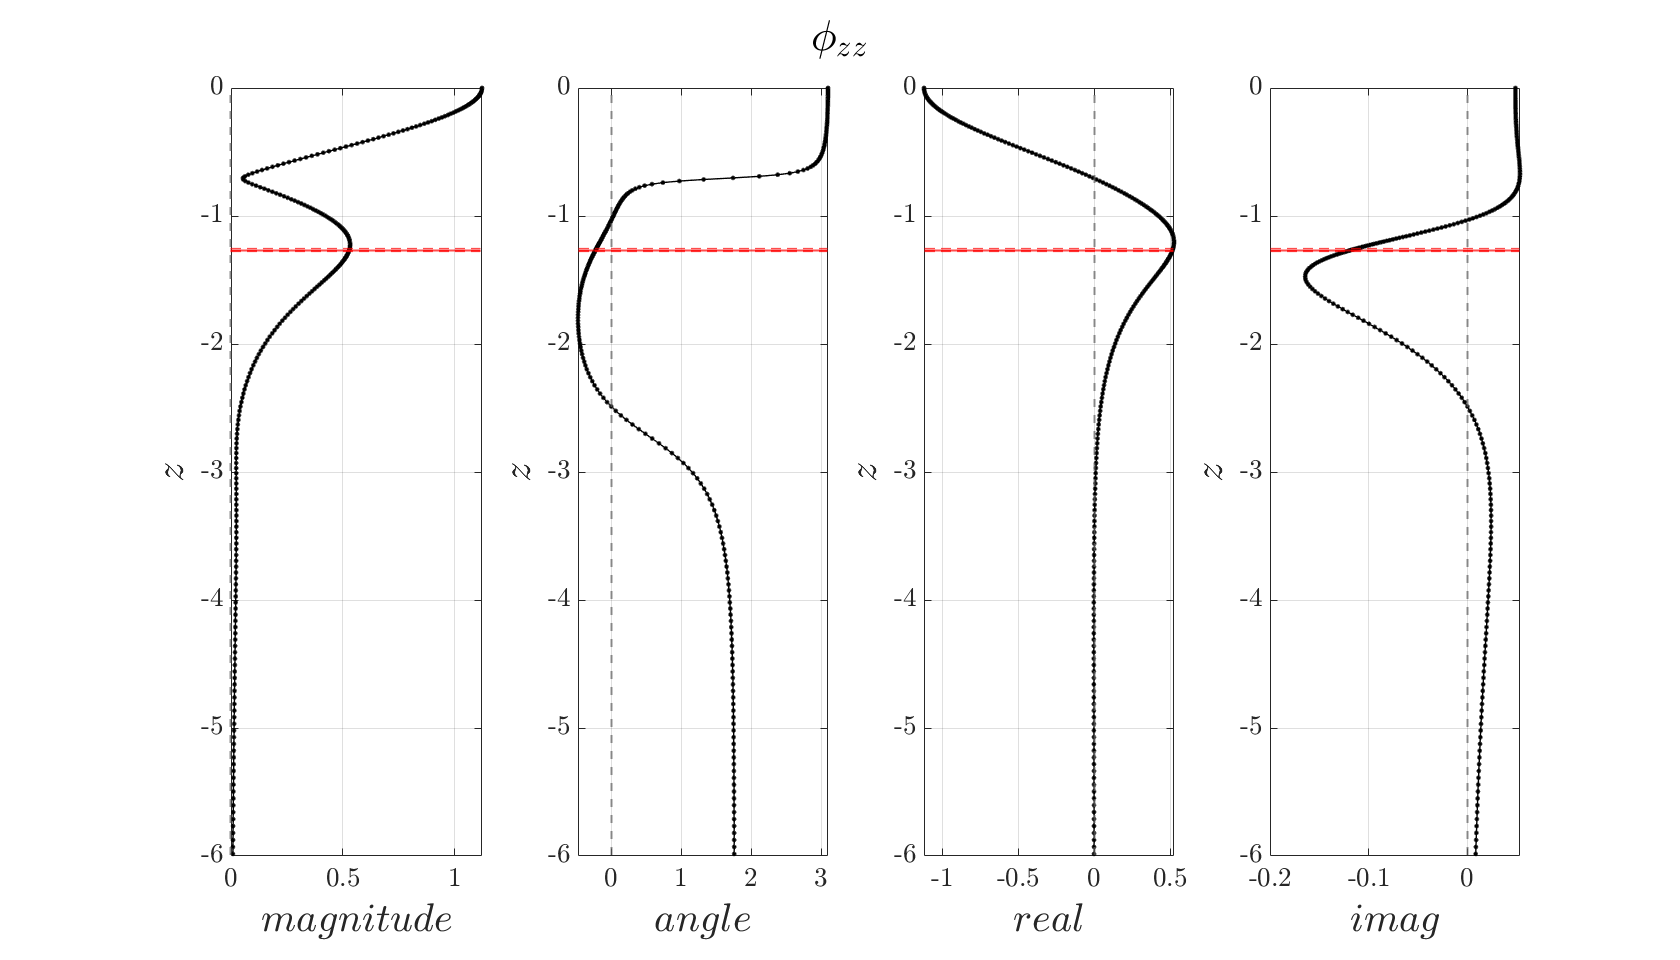 ϕzz
0 0 0 0
-1 -1 -1 -1
-2 -2 -2 -2
z -3 z -3 z -3 z -3
-4 -4 -4 -4
-5 -5 -5 -5
-6 -6 -6 -6
0 0.5 1 0 1 2 3 -1 -0.5 0 0.5 -0.2 -0.1 0
magnitude angle real imag